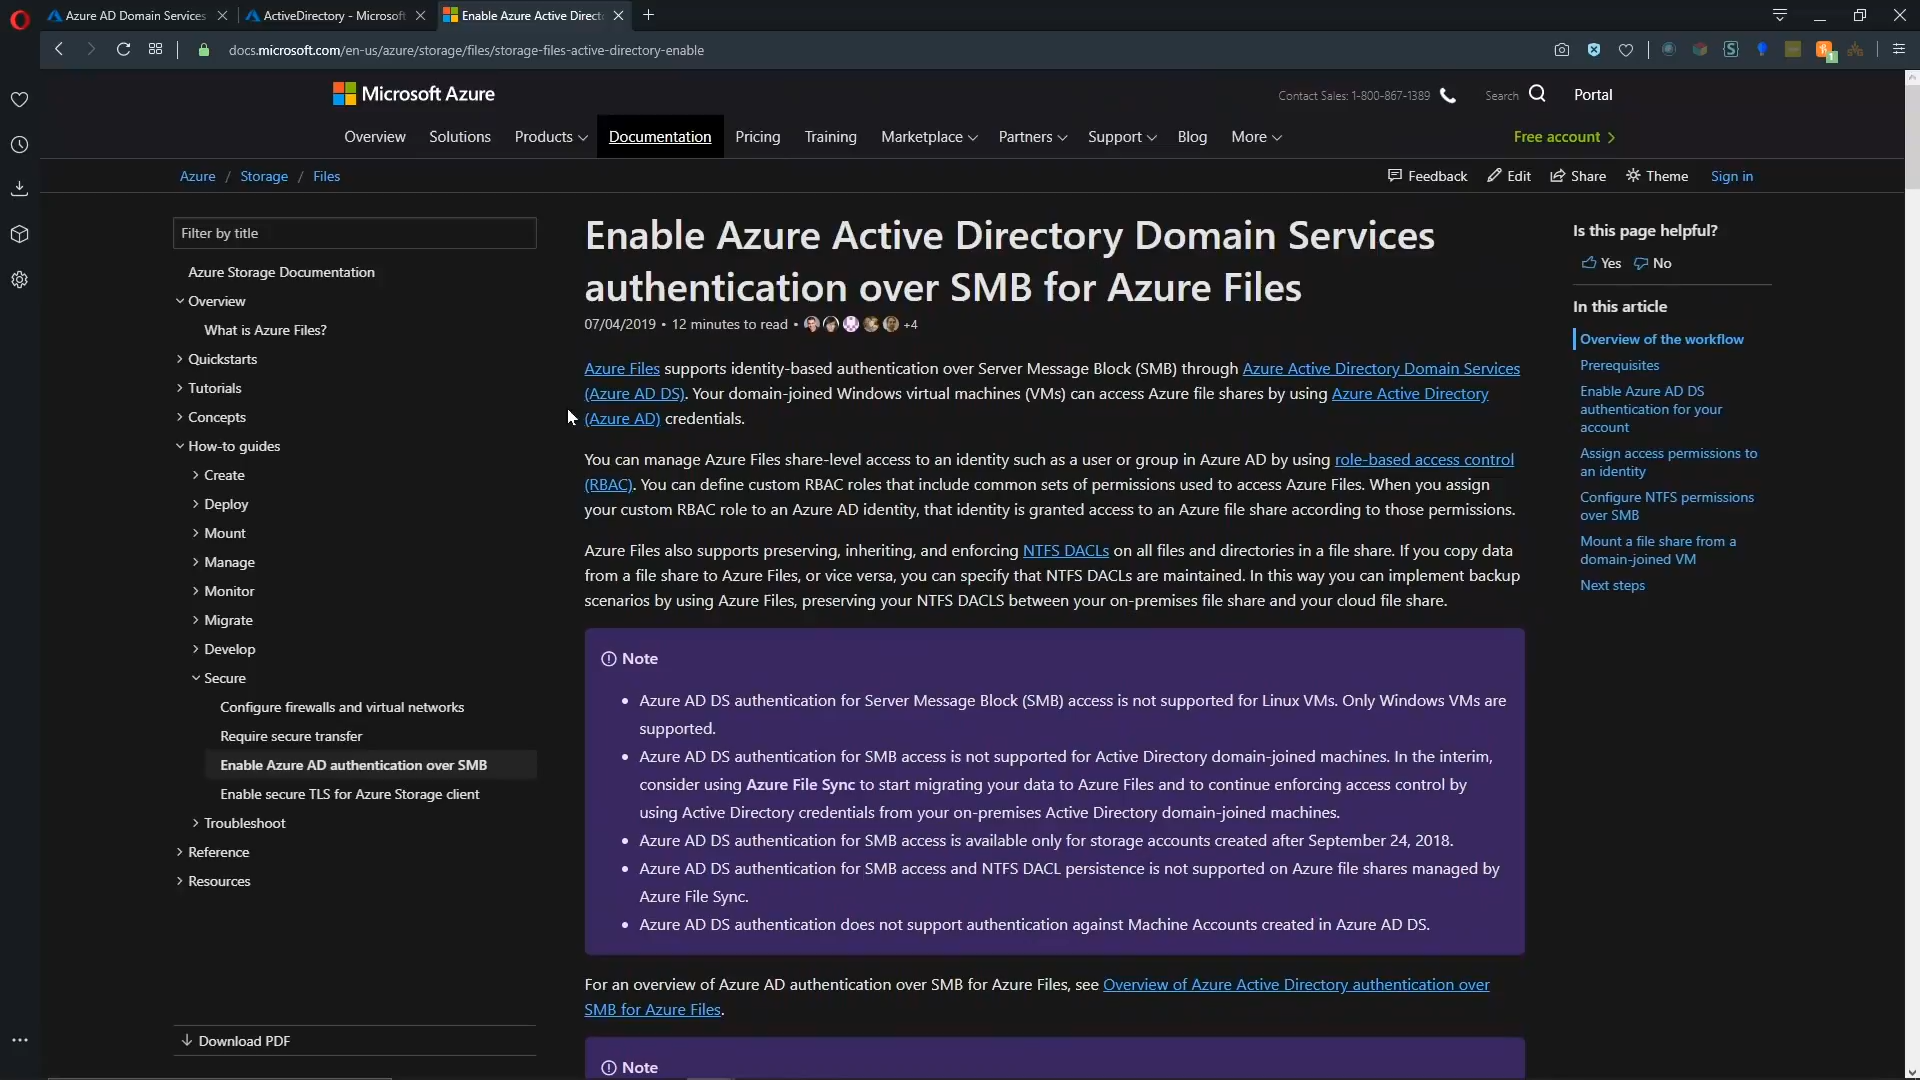 Azure AD Domain Services
ActiveDirectory - Microsoft
Enable Azure Active Direct
docs.microsoft.com/en-us/azure/storage/files/storage-files-active-directory-enable
Microsoft Azure
Contact Sales: 1-800-867-1389
Search
Portal
Overview
Solutions
Products
Documentation
Pricing
Training
Marketplace
Partners
Support
Blog
More
Free account
Azure / Storage / Files
Feedback
Edit
Share
Theme
Sign in
Filter by title
Azure Storage Documentation
Overview
What is Azure Files?
Quickstarts
Tutorials
Concepts
How-to guides
Create
Deploy
Mount
Manage
Monitor
Migrate
Develop
Secure
Configure firewalls and virtual networks
Require secure transfer
Enable Azure AD authentication over SMB
Enable secure TLS for Azure Storage client
Troubleshoot
Reference
Resources
Download PDF
Enable Azure Active Directory Domain Services
authentication over SMB for Azure Files
07/04/2019 • 12 minutes to read • +4
Azure Files supports identity-based authentication over Server Message Block (SMB) through Azure Active Directory Domain Services
(Azure AD DS). Your domain-joined Windows virtual machines (VMs) can access Azure file shares by using Azure Active Directory
(Azure AD) credentials.
You can manage Azure Files share-level access to an identity such as a user or group in Azure AD by using role-based access control
(RBAC). You can define custom RBAC roles that include common sets of permissions used to access Azure Files. When you assign
your custom RBAC role to an Azure AD identity, that identity is granted access to an Azure file share according to those permissions.
Azure Files also supports preserving, inheriting, and enforcing NTFS DACLs on all files and directories in a file share. If you copy data
from a file share to Azure Files, or vice versa, you can specify that NTFS DACLs are maintained. In this way you can implement backup
scenarios by using Azure Files, preserving your NTFS DACLS between your on-premises file share and your cloud file share.
Note
• Azure AD DS authentication for Server Message Block (SMB) access is not supported for Linux VMs. Only Windows VMs are
supported.
• Azure AD DS authentication for SMB access is not supported for Active Directory domain-joined machines. In the interim,
consider using Azure File Sync to start migrating your data to Azure Files and to continue enforcing access control by
using Active Directory credentials from your on-premises Active Directory domain-joined machines.
• Azure AD DS authentication for SMB access is available only for storage accounts created after September 24, 2018.
• Azure AD DS authentication for SMB access and NTFS DACL persistence is not supported on Azure file shares managed by
Azure File Sync.
• Azure AD DS authentication does not support authentication against Machine Accounts created in Azure AD DS.
For an overview of Azure AD authentication over SMB for Azure Files, see Overview of Azure Active Directory authentication over
SMB for Azure Files.
Note
Is this page helpful?
Yes
No
In this article
Overview of the workflow
Prerequisites
Enable Azure AD DS
authentication for your
account
Assign access permissions to
an identity
Configure NTFS permissions
over SMB
Mount a file share from a
domain-joined VM
Next steps